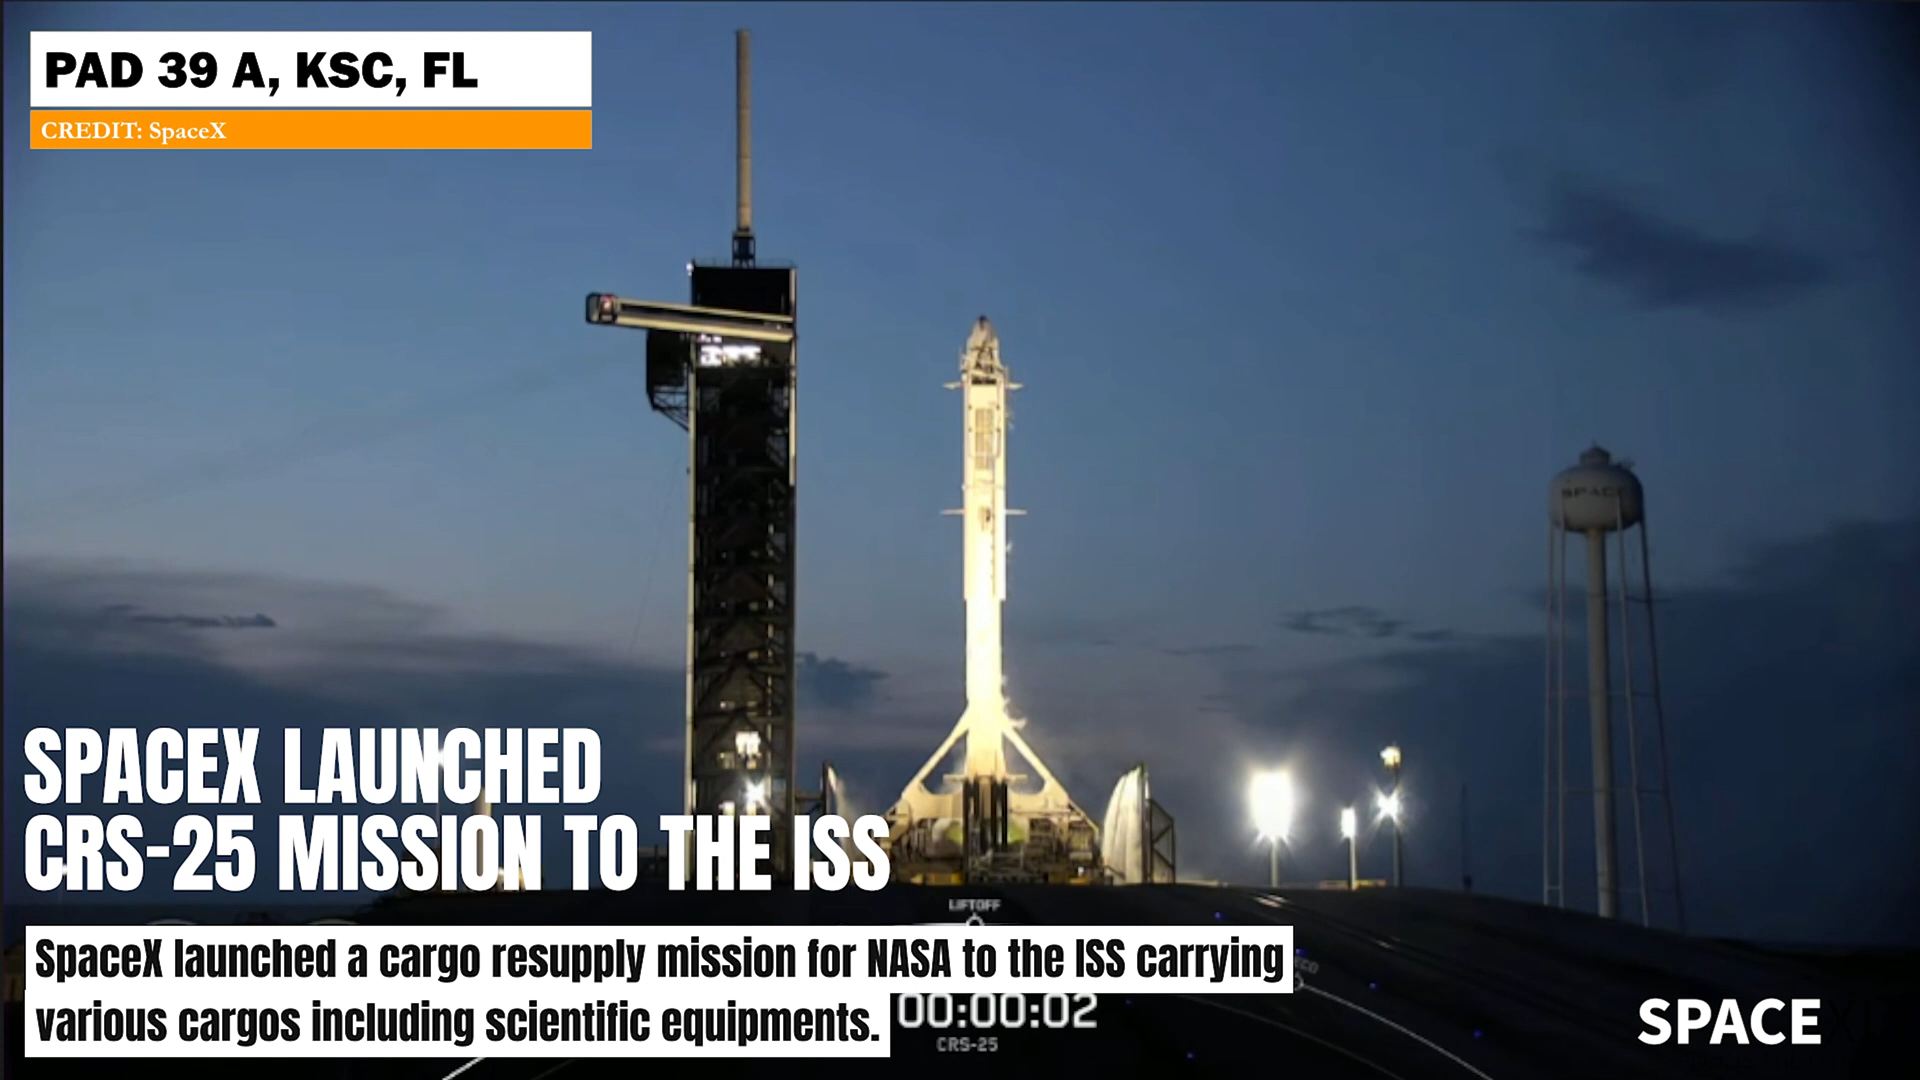 PAD 39 A, KSC, FL
CREDIT: SpaceX
SPACE
SPACEX LAUNCHED
CRS-25 MISSION TO THE ISS
LIFTOFF
SpaceX launched a cargo resupply mission for NASA to the ISS carrying
various cargos including scientific equipments.
00:00:02
CRS-25
SPACE